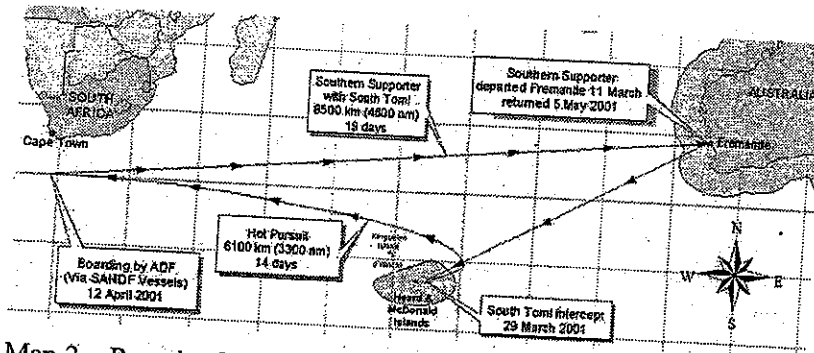 Southern Supporter
departed Fremantle 11 March
returned 5 May 2001
AUSTRALIA
Southern Supporter
with South Tomi
8500 km (4600 nm)
19 days
SOUTH
AFRICA
Cape Town
Fremantle
Hot Pursuit
6100 km (3300 nm)
14 days
Boarding by ADF
(Via SANDF Vessels)
12 April 2001
Heard &
McDonald
Islands
South Tomi Intercept
29 March 2001
N
W
E
S
Map 2